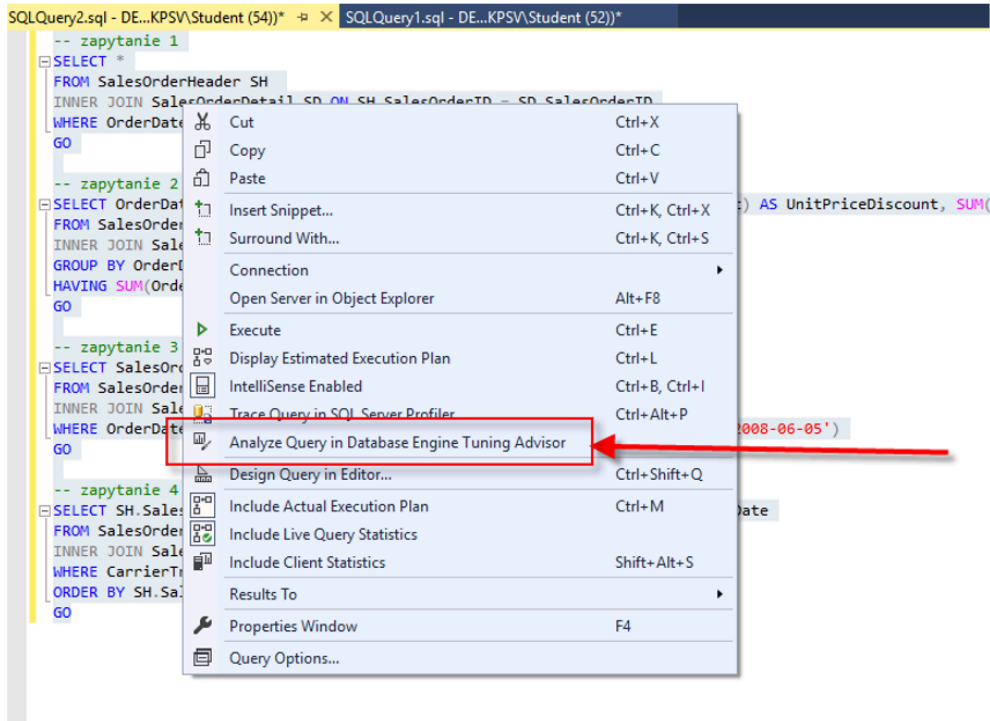 SQLQuery2.sql - DE...KPSV\Student (54))* SQLQuery1.sql - DE...KPSV\Student (52))*
-- zapytanie 1
SELECT *
FROM SalesOrderHeader SH
INNER JOIN SalesOrderDetail SD ON SH.SalesOrderID = SD.SalesOrderID
WHERE OrderDate
GO
-- zapytanie 2
SELECT OrderDat ) AS UnitPriceDiscount, SUM(
FROM SalesOrder
INNER JOIN Sale
GROUP BY OrderD
HAVING SUM(Orde
GO
-- zapytanie 3
SELECT SalesOrd
FROM SalesOrder
INNER JOIN Sale
WHERE OrderDate 2008-06-05')
GO
-- zapytanie 4
SELECT SH.Sales Date
FROM SalesOrder
INNER JOIN Sale
WHERE CarrierTr
ORDER BY SH.Sal
GO
Cut Ctrl+X
Copy Ctrl+C
Paste Ctrl+V
Insert Snippet... Ctrl+K, Ctrl+X
Surround With... Ctrl+K, Ctrl+S
Connection
Open Server in Object Explorer Alt+F8
Execute Ctrl+E
Display Estimated Execution Plan Ctrl+L
IntelliSense Enabled Ctrl+B, Ctrl+I
Trace Query in SQL Server Profiler Ctrl+Alt+P
Analyze Query in Database Engine Tuning Advisor
Design Query in Editor... Ctrl+Shift+Q
Include Actual Execution Plan Ctrl+M
Include Live Query Statistics
Include Client Statistics Shift+Alt+S
Results To
Properties Window F4
Query Options...